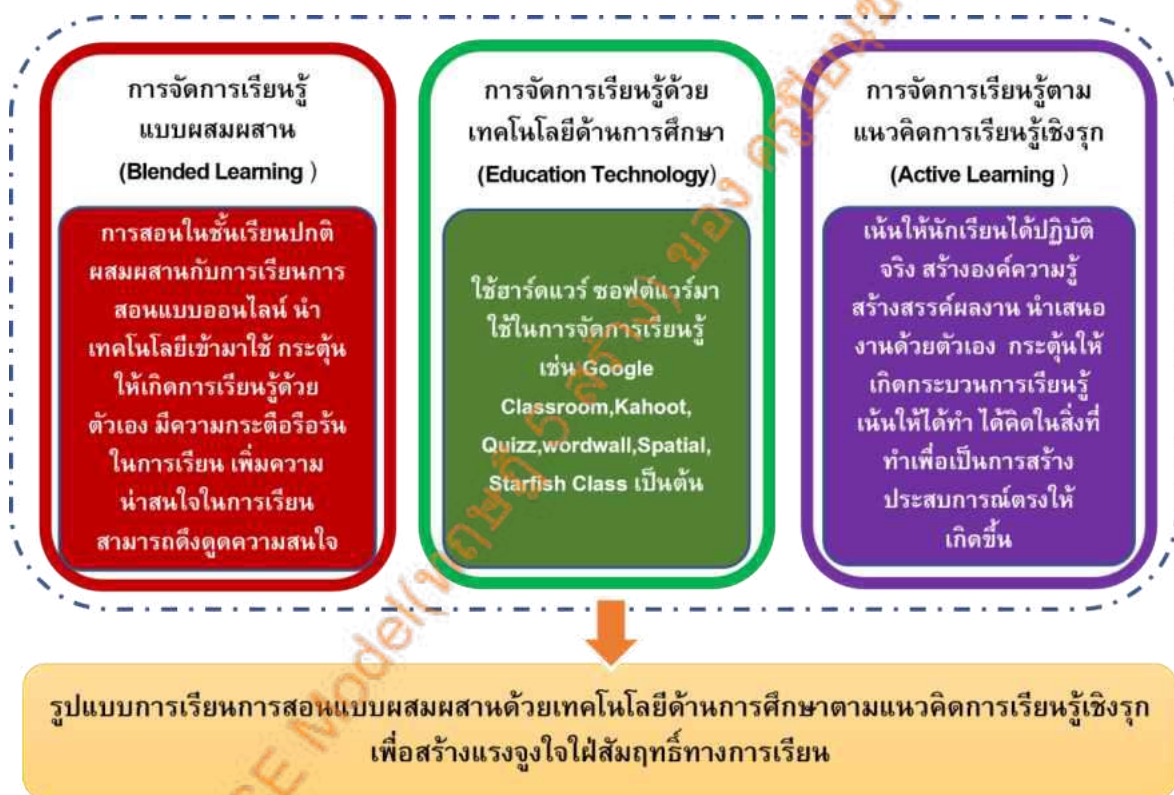 การจัดการเรียนรู้
แบบผสมผสาน
(Blended Learning )
การสอนในชั้นเรียนปกติ
ผสมผสานกับการเรียนการ
สอนแบบออนไลน์ นำ
เทคโนโลยีเข้ามาใช้ กระตุ้น
ให้เกิดการเรียนรู้ด้วย
ตัวเอง มีความกระตือรือร้น
ในการเรียน เพิ่มความ
น่าสนใจในการเรียน
สามารถดึงดูดความสนใจ
การจัดการเรียนรู้ด้วย
เทคโนโลยีด้านการศึกษา
(Education Technology)
ใช้ฮาร์ดแวร์ ซอฟต์แวร์มา
ใช้ในการจัดการเรียนรู้
เช่น Google
Classroom,Kahoot,
Quizz,wordwall,Spatial,
Starfish Class เป็นต้น
การจัดการเรียนรู้ตาม
แนวคิดการเรียนรู้เชิงรุก
(Active Learning )
เน้นให้นักเรียนได้ปฏิบัติ
จริง สร้างองค์ความรู้
สร้างสรรค์ผลงาน นำเสนอ
งานด้วยตัวเอง กระตุ้นให้
เกิดกระบวนการเรียนรู้
เน้นให้ได้ทำ ได้คิดในสิ่งที่
ทำเพื่อเป็นการสร้าง
ประสบการณ์ตรงให้
เกิดขึ้น
รูปแบบการเรียนการสอนแบบผสมผสานด้วยเทคโนโลยีด้านการศึกษาตามแนวคิดการเรียนรู้เชิงรุก
เพื่อสร้างแรงจูงใจใฝ่สัมฤทธิ์ทางการเรียน
Model(ทฤษฎี 5 สร้าง) ของ